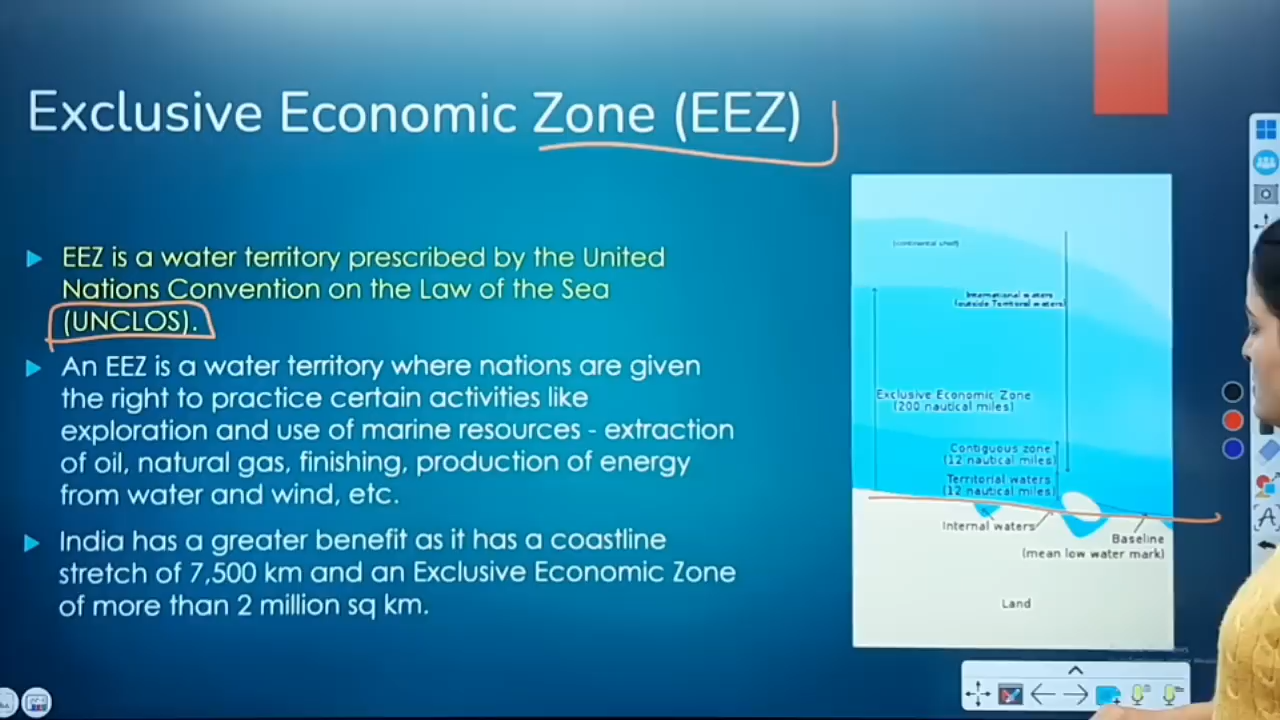 Exclusive Economic Zone (EEZ)
EEZ is a water territory prescribed by the United
Nations Convention on the Law of the Sea
(UNCLOS).
An EEZ is a water territory where nations are given
the right to practice certain activities like
exploration and use of marine resources - extraction
of oil, natural gas, finishing, production of energy
from water and wind, etc.
India has a greater benefit as it has a coastline
stretch of 7,500 km and an Exclusive Economic Zone
of more than 2 million sq km.
(continental shelf)
International waters
(outside Territorial waters)
Exclusive Economic Zone
(200 nautical miles)
Contiguous zone
(12 nautical miles)
Territorial waters
(12 nautical miles)
Internal waters
Baseline
(mean low water mark)
Land